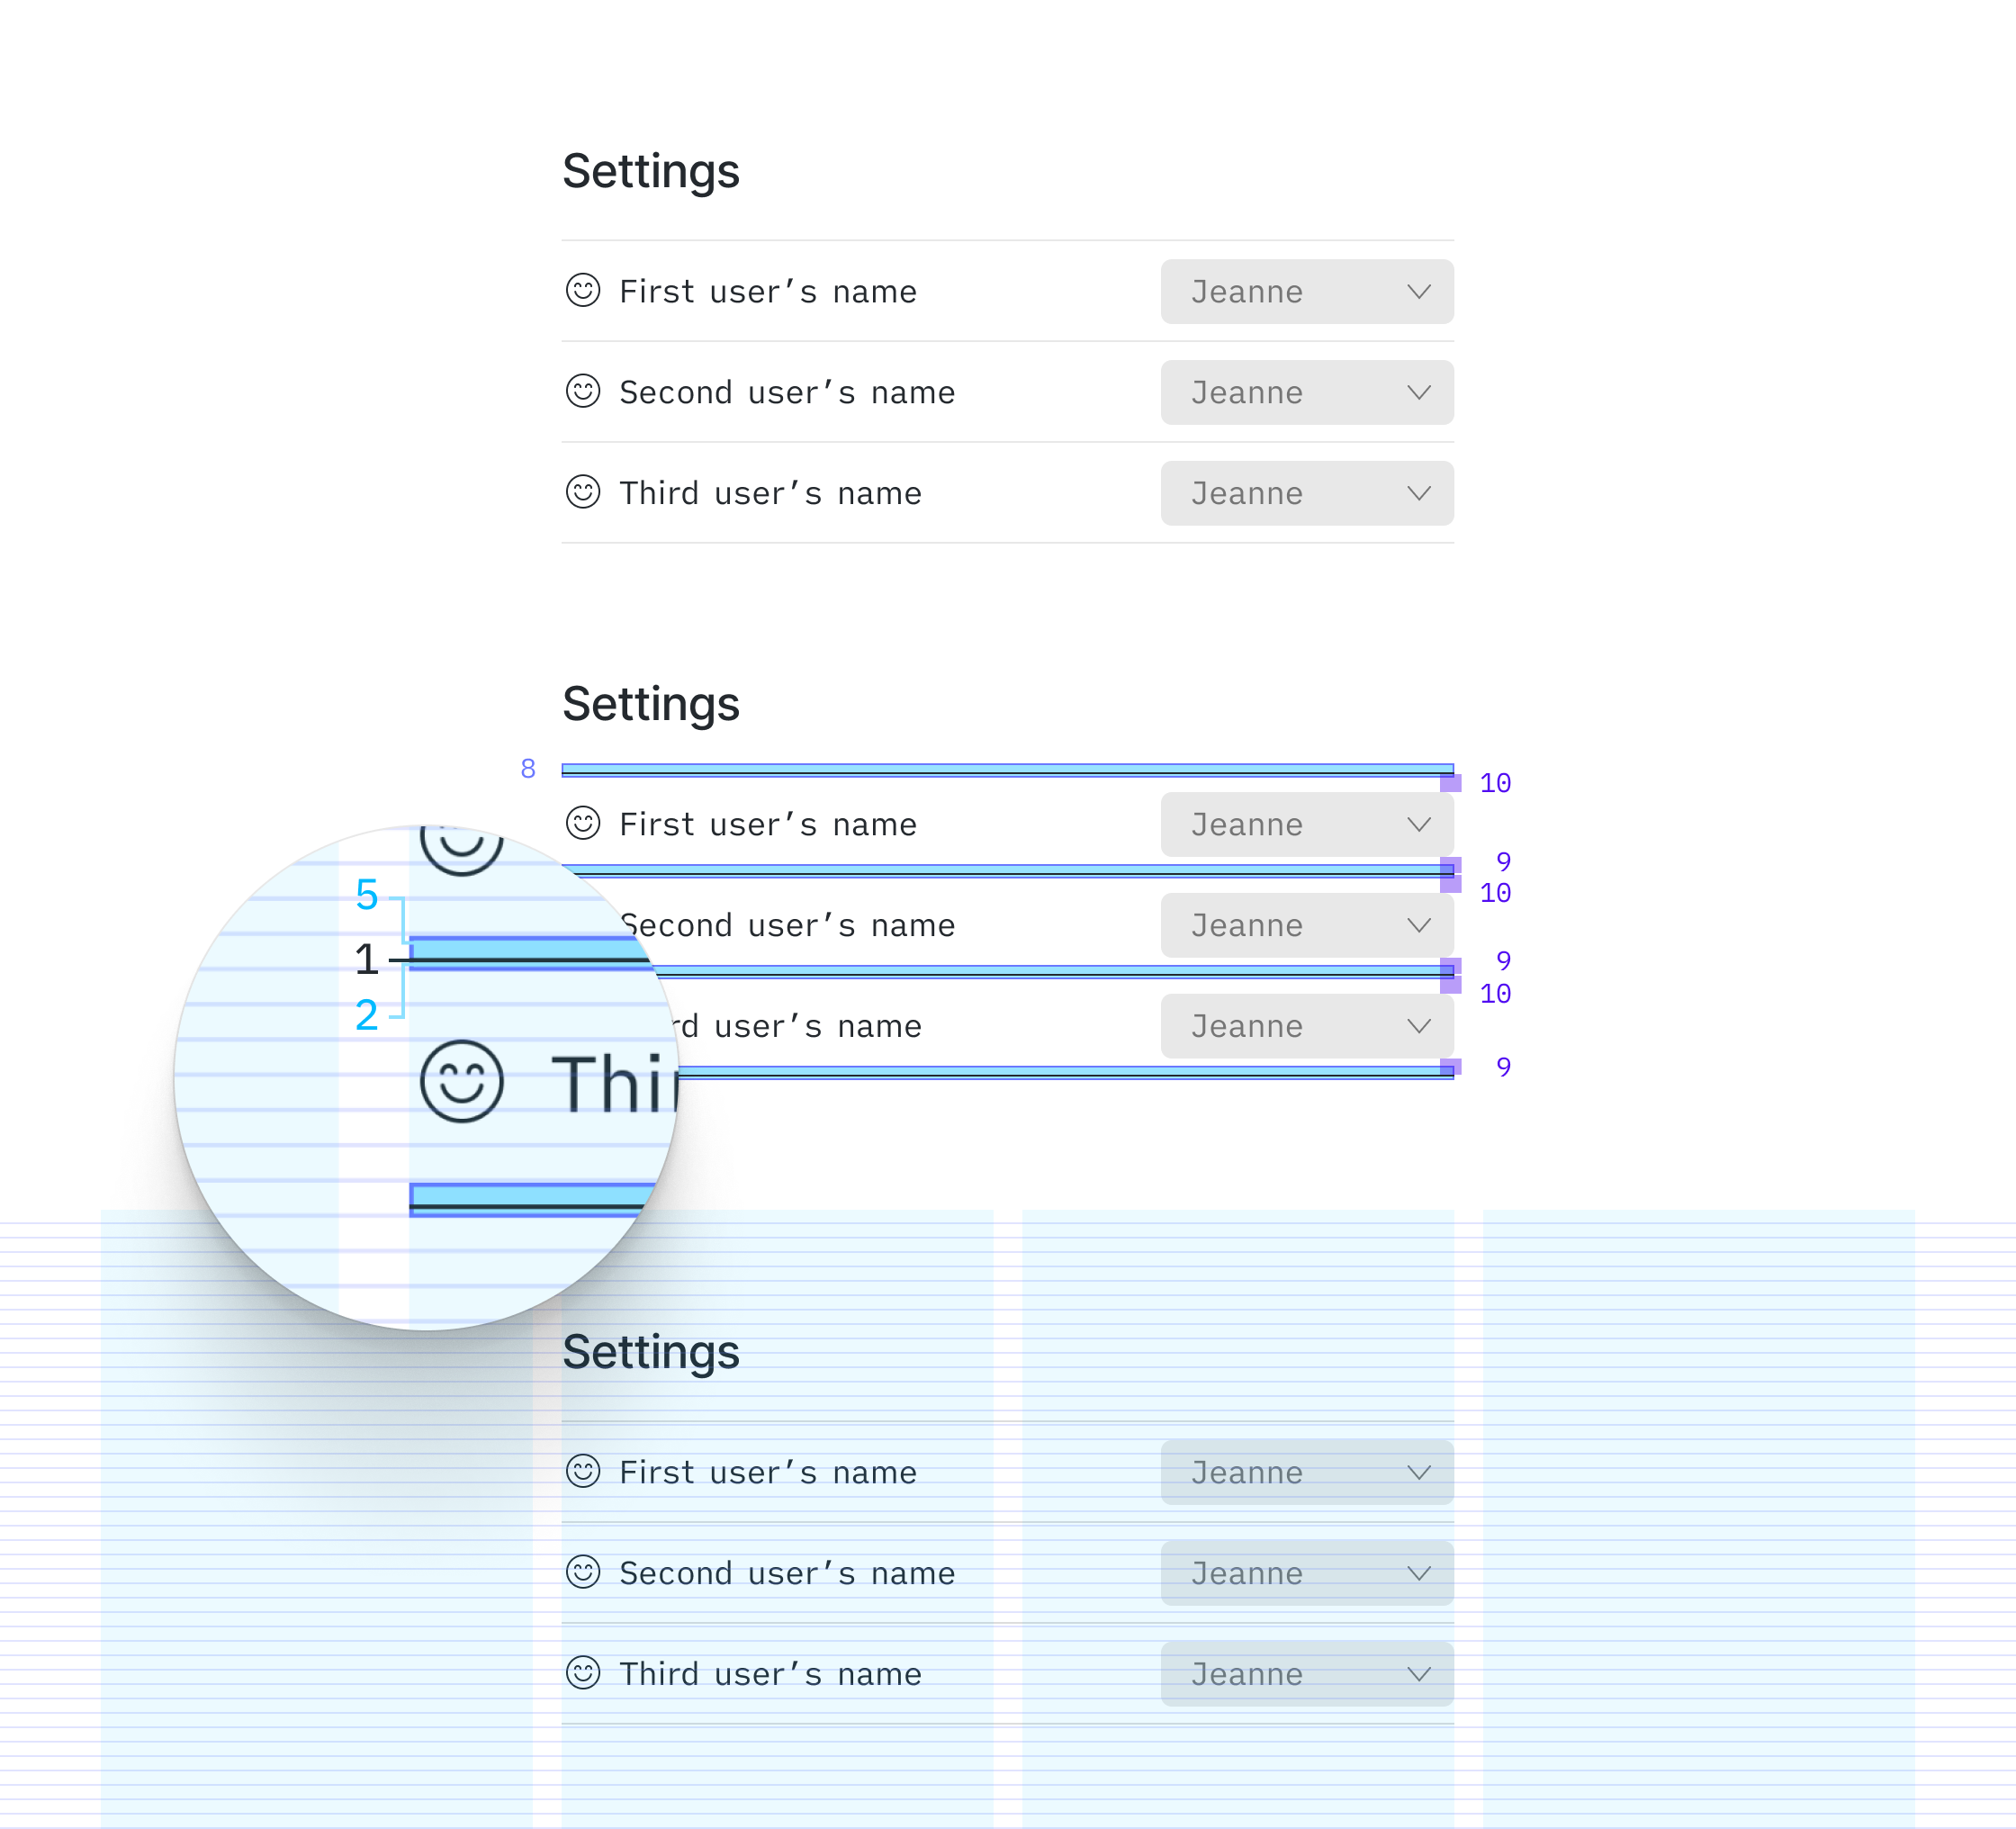 Settings
First user’s name Jeanne
Second user’s name Jeanne
Third user’s name Jeanne
Settings
8
10
First user’s name Jeanne
9
10
5
Second user’s name Jeanne
1
9
10
2
rd user’s name Jeanne
Thi
9
Settings
First user’s name Jeanne
Second user’s name Jeanne
Third user’s name Jeanne